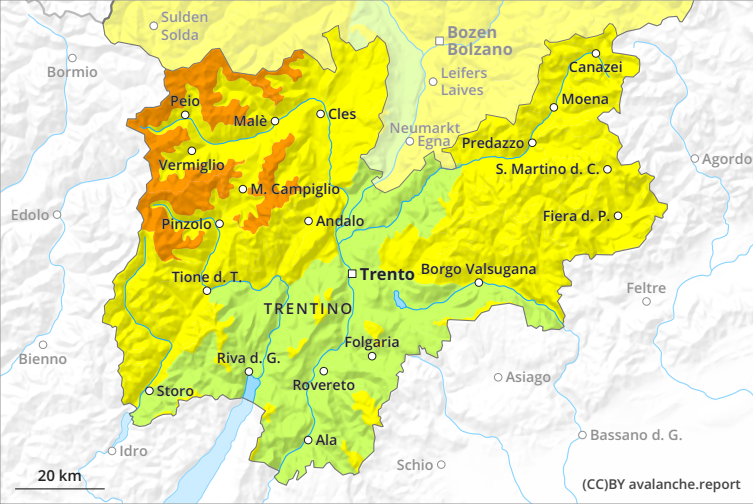 Sulden
Solda
Bozen
Bolzano
Canazei
Bormio
Leifers
Laives
Peio
Moena
Malè
Cles
Neumarkt
Egna
Predazzo
Vermiglio
Agordo
S. Martino d. C.
M. Campiglio
Edolo
Pinzolo
Andalo
Fiera d. P.
Tione d. T.
Trento
Borgo Valsugana
Feltre
TRENTINO
Folgaria
Bienno
Riva d. G.
Rovereto
Asiago
Storo
Ala
Bassano d. G.
Idro
Schio
20 km
(CC)BY avalanche.report